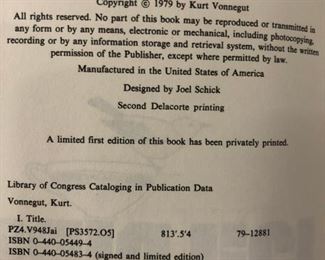 Copyright © 1979 by Kurt Vonnegut
All rights reserved. No part of this book may be reproduced or transmitted in
any form or by any means, electronic or mechanical, including photocopying,
recording or by any information storage and retrieval system, without the written
permission of the Publisher, except where permitted by law.
Manufactured in the United States of America
Designed by Joel Schick
Second Delacorte printing
A limited first edition of this book has been privately printed.
Library of Congress Cataloging in Publication Data
Vonnegut, Kurt.
I. Title.
PZ4.V948Jai [PS3572.O5] 813'.5'4 79-12881
ISBN 0-440-05449-4
ISBN 0-440-05483-4 (signed and limited edition)